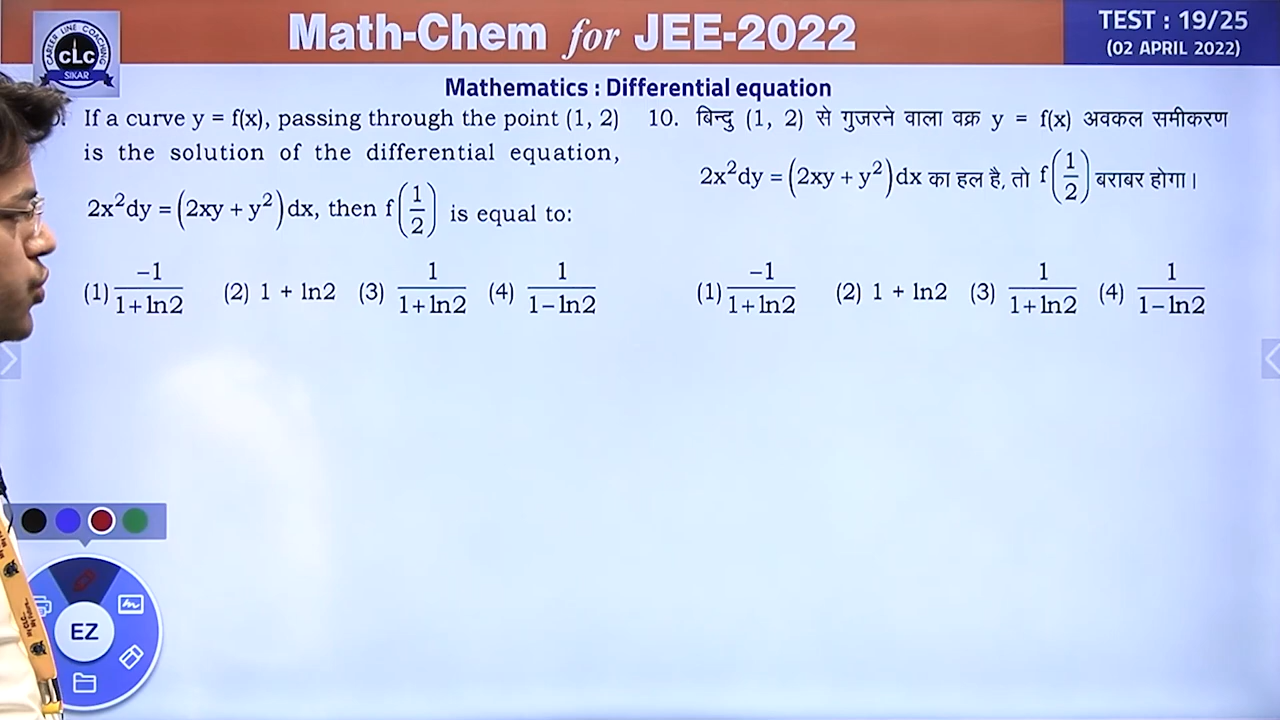 CAREER LINE COACHING
CLC
SIKAR
Math-Chem for JEE-2022
TEST : 19/25
(02 APRIL 2022)
Mathematics : Differential equation
If a curve y = f(x), passing through the point (1, 2)
is the solution of the differential equation,
2x²dy = (2xy + y²)dx, then f(1/2) is equal to:
(1) −1/(1+ln2) (2) 1 + ln2 (3) 1/(1+ln2) (4) 1/(1−ln2)
10. बिन्दु (1, 2) से गुजरने वाला वक्र y = f(x) अवकल समीकरण
2x²dy = (2xy + y²)dx का हल है, तो f(1/2) बराबर होगा।
(1) −1/(1+ln2) (2) 1 + ln2 (3) 1/(1+ln2) (4) 1/(1−ln2)
EZ